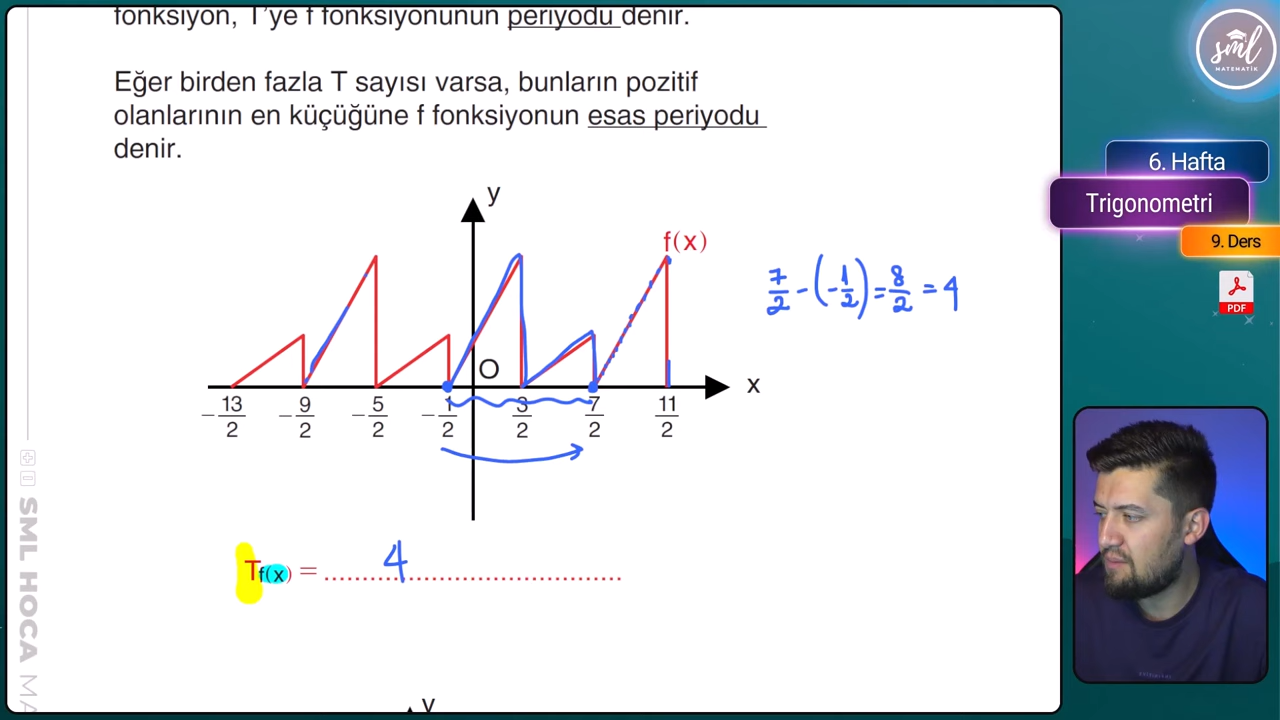 fonksiyon, T'ye f fonksiyonunun periyodu denir.
Eğer birden fazla T sayısı varsa, bunların pozitif
olanlarının en küçüğüne f fonksiyonun esas periyodu
denir.
y
f(x)
O
x
-13/2 -9/2 -5/2 -1/2 3/2 7/2 11/2
7/2 - (-1/2) = 8/2 = 4
Tf(x) = ......... 4 .........
y
SML HOCA MA
sml
MATEMATİK
6. Hafta
Trigonometri
9. Ders
PDF